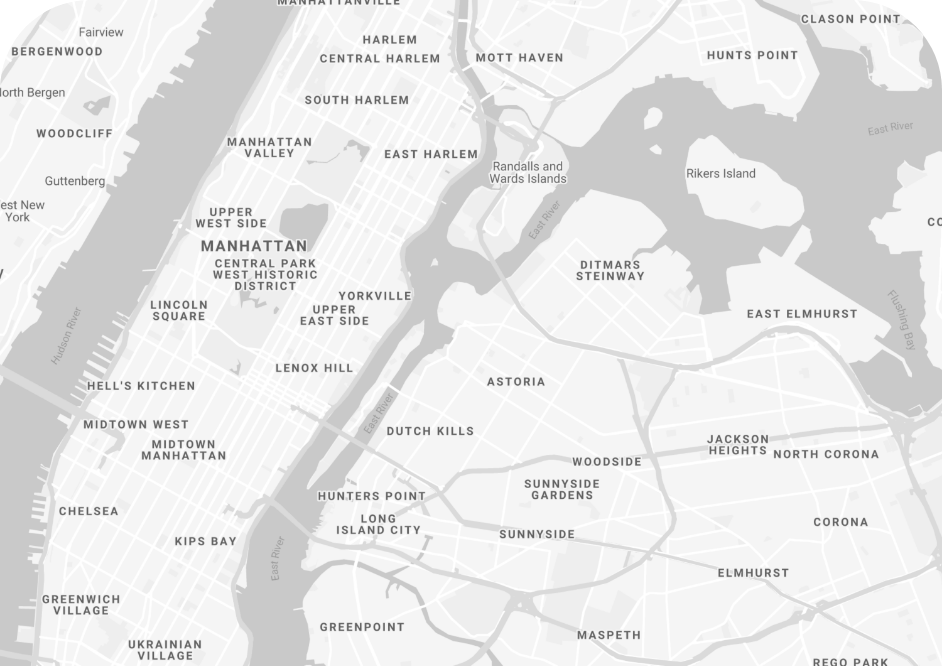 MANHATTANVILLE
CLASON POINT
Fairview
HARLEM
BERGENWOOD
CENTRAL HARLEM
MOTT HAVEN
HUNTS POINT
orth Bergen
SOUTH HARLEM
East River
WOODCLIFF
MANHATTAN
VALLEY
EAST HARLEM
Randalls and
Wards Islands
Rikers Island
Guttenberg
est New
York
UPPER
WEST SIDE
East River
CO
MANHATTAN
CENTRAL PARK
WEST HISTORIC
DISTRICT
DITMARS
STEINWAY
YORKVILLE
LINCOLN
SQUARE
UPPER
EAST SIDE
EAST ELMHURST
Flushing Bay
Hudson River
LENOX HILL
HELL'S KITCHEN
ASTORIA
East River
MIDTOWN WEST
DUTCH KILLS
MIDTOWN
MANHATTAN
JACKSON
HEIGHTS
NORTH CORONA
WOODSIDE
SUNNYSIDE
GARDENS
HUNTERS POINT
CHELSEA
LONG
ISLAND CITY
CORONA
KIPS BAY
SUNNYSIDE
East River
ELMHURST
GREENWICH
VILLAGE
GREENPOINT
MASPETH
UKRAINIAN
VILLAGE
REGO PARK